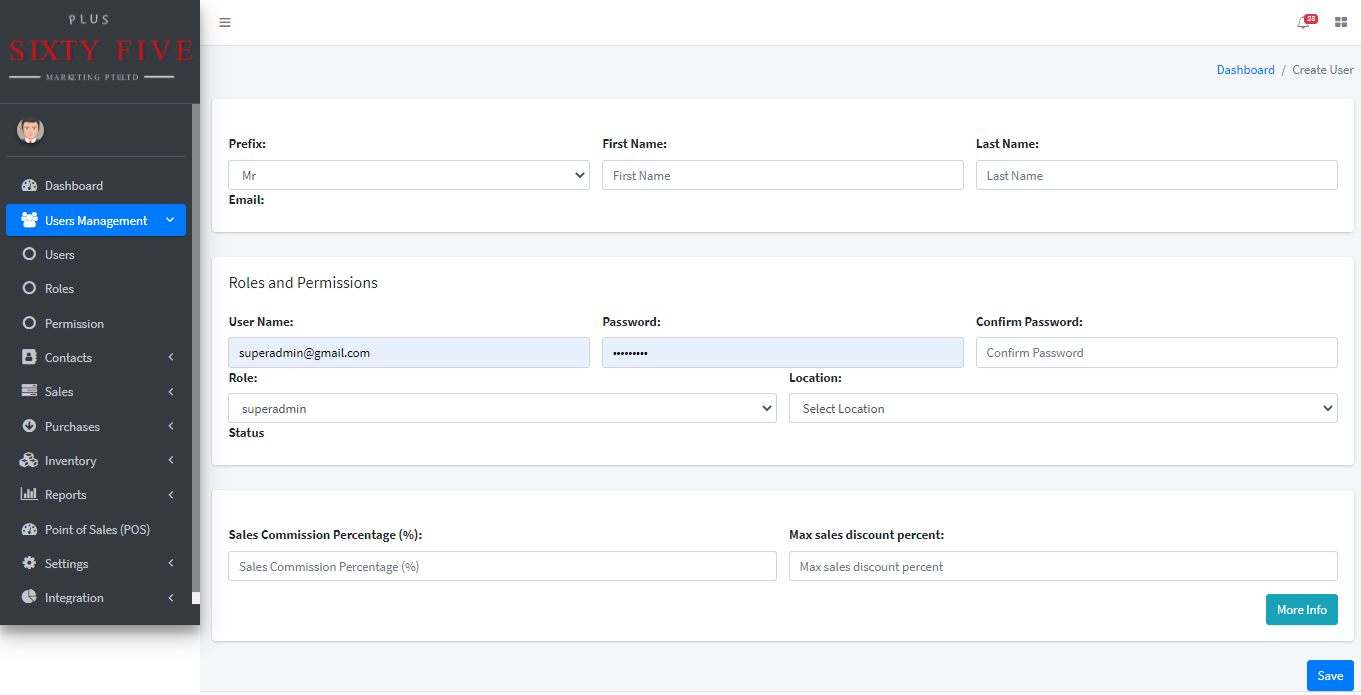 PLUS
SIXTY FIVE
MARKETING PTELTD
28
Dashboard / Create User
Dashboard
Users Management
Users
Roles
Permission
Contacts
Sales
Purchases
Inventory
Reports
Point of Sales (POS)
Settings
Integration
Prefix: First Name: Last Name:
Mr First Name Last Name
Email:
Roles and Permissions
User Name: Password: Confirm Password:
superadmin@gmail.com ••••••••• Confirm Password
Role: Location:
superadmin Select Location
Status
Sales Commission Percentage (%): Max sales discount percent:
Sales Commission Percentage (%) Max sales discount percent
More Info
Save